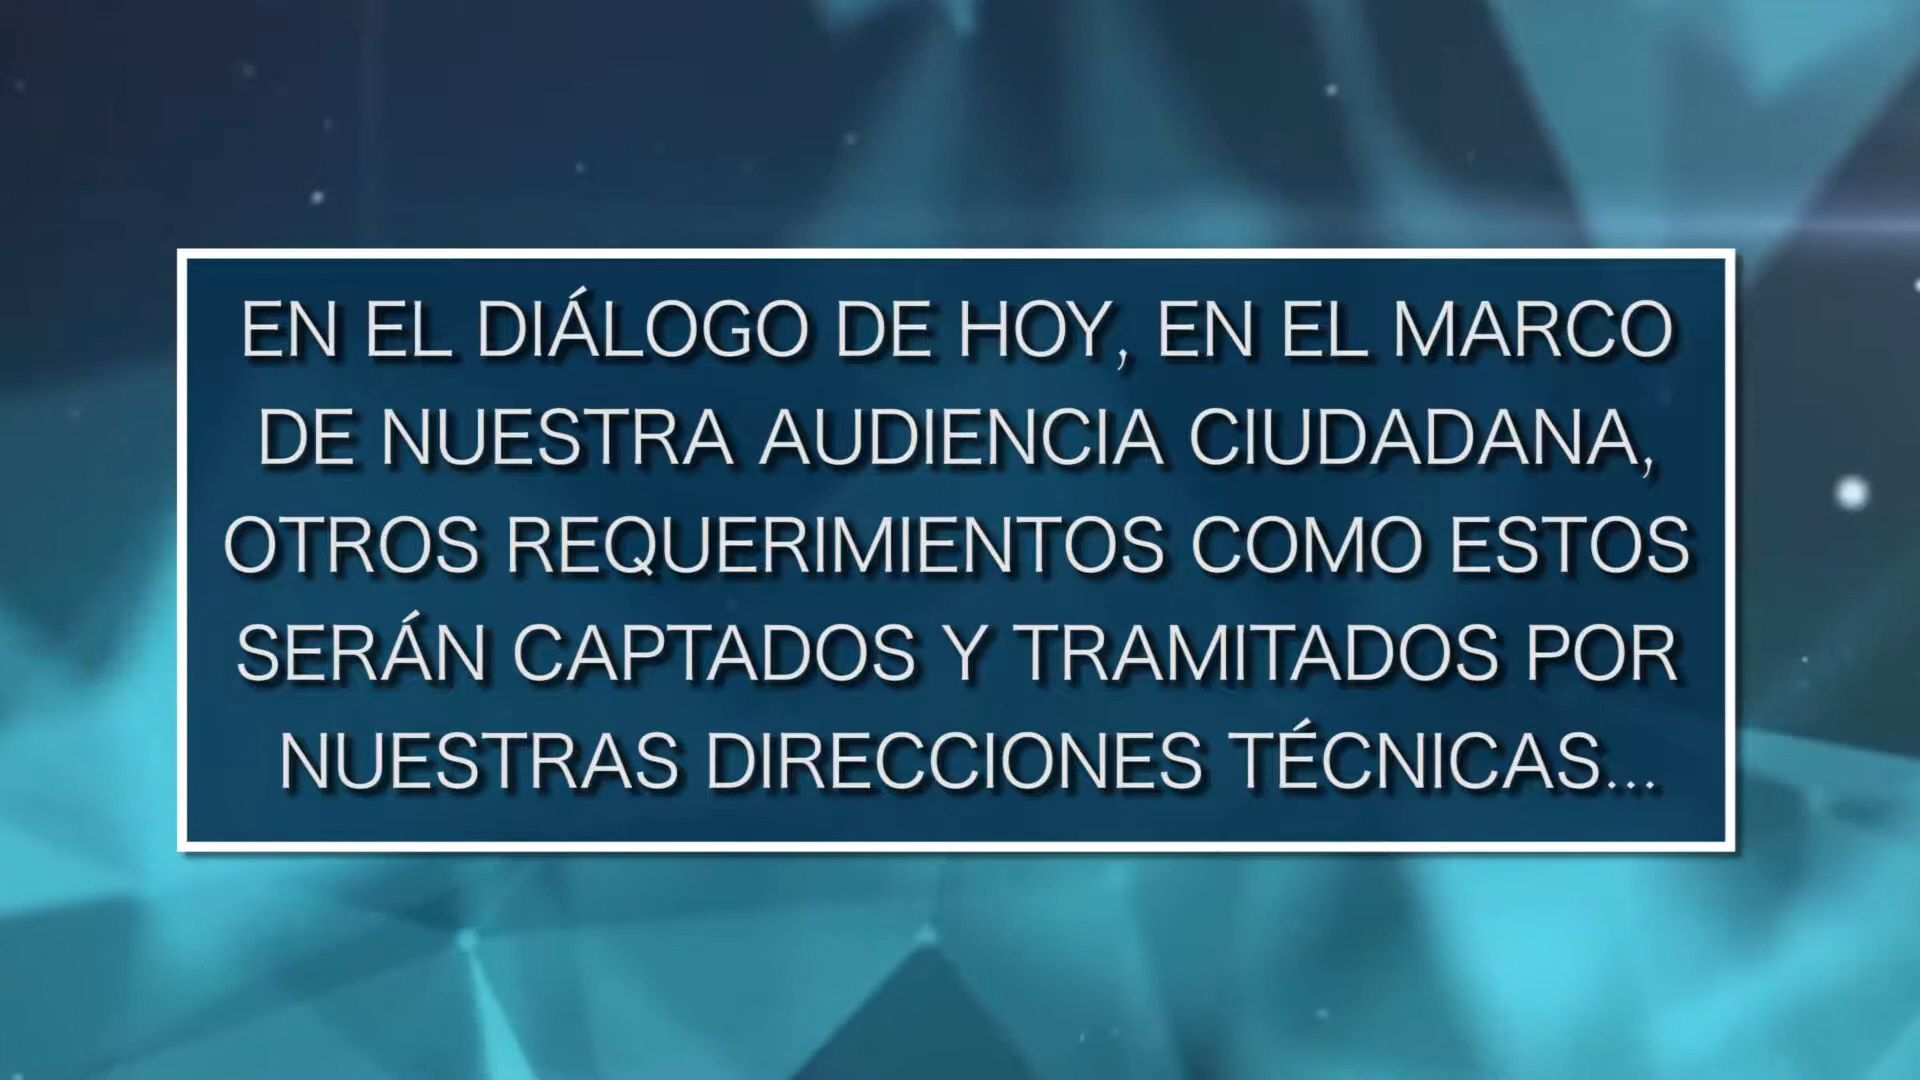 EN EL DIÁLOGO DE HOY, EN EL MARCO
DE NUESTRA AUDIENCIA CIUDADANA,
OTROS REQUERIMIENTOS COMO ESTOS
SERÁN CAPTADOS Y TRAMITADOS POR
NUESTRAS DIRECCIONES TÉCNICAS...